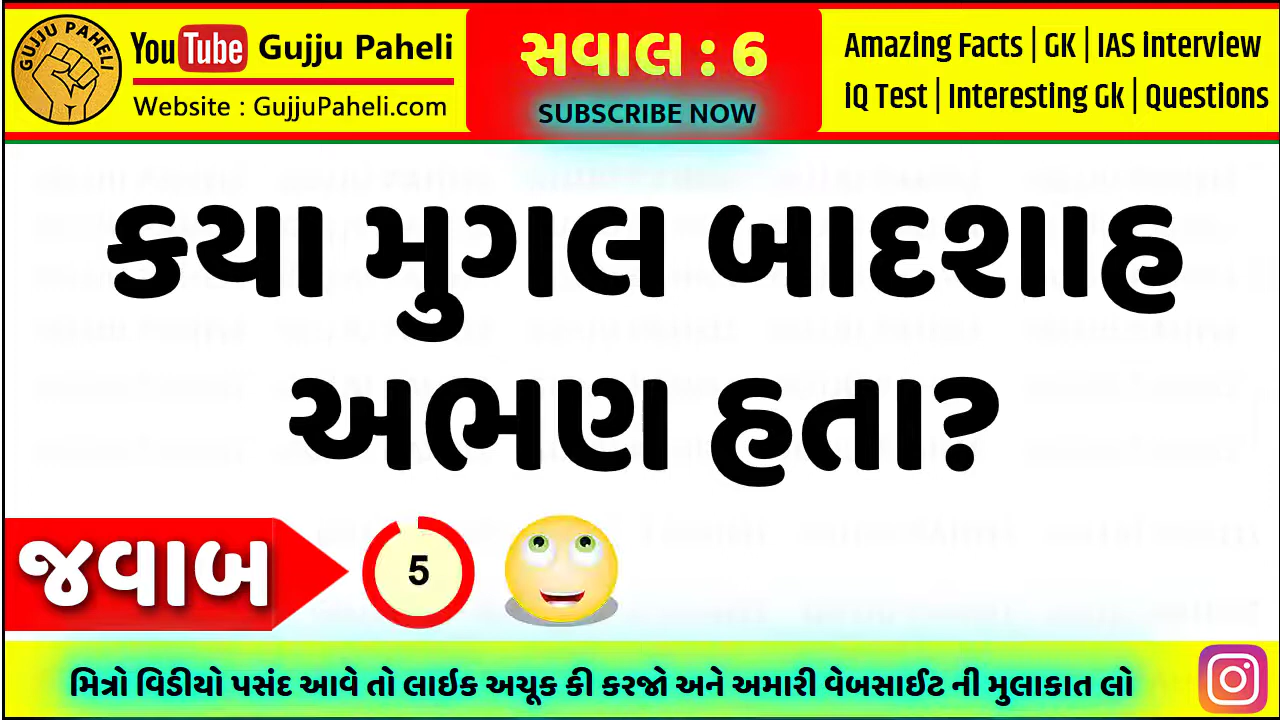 GUJJU PAHELI
YouTube Gujju Paheli
Website : GujjuPaheli.com
સવાલ : 6
SUBSCRIBE NOW
Amazing Facts | GK | IAS interview
iQ Test | Interesting Gk | Questions
કયા મુગલ બાદશાહ
અભણ હતા?
જવાબ
5
મિત્રો વિડીયો પસંદ આવે તો લાઇક અચૂક કી કરજો અને અમારી વેબસાઈટ ની મુલાકાત લો